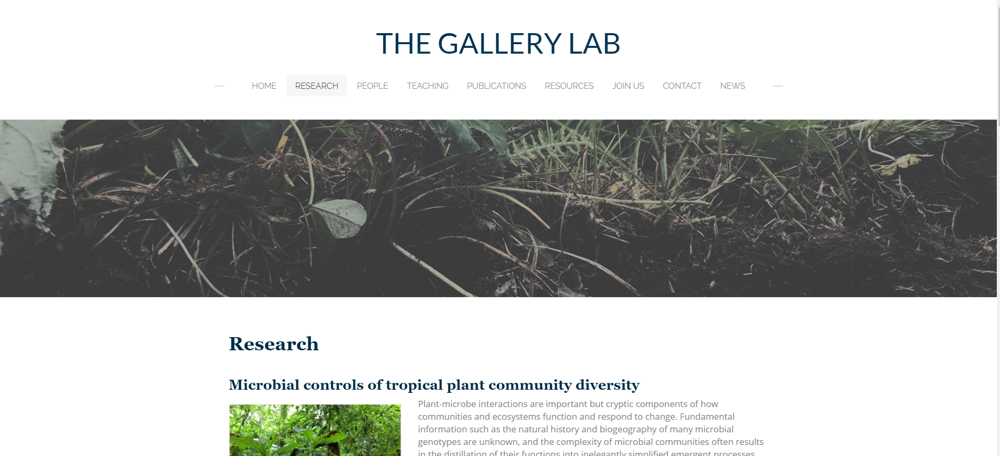 THE GALLERY LAB
HOME RESEARCH PEOPLE TEACHING PUBLICATIONS RESOURCES JOIN US CONTACT NEWS
Research
Microbial controls of tropical plant community diversity
Plant-microbe interactions are important but cryptic components of how
communities and ecosystems function and respond to change. Fundamental
information such as the natural history and biogeography of many microbial
genotypes are unknown, and the complexity of microbial communities often results
in the distillation of their functions into inelegantly simplified emergent processes.